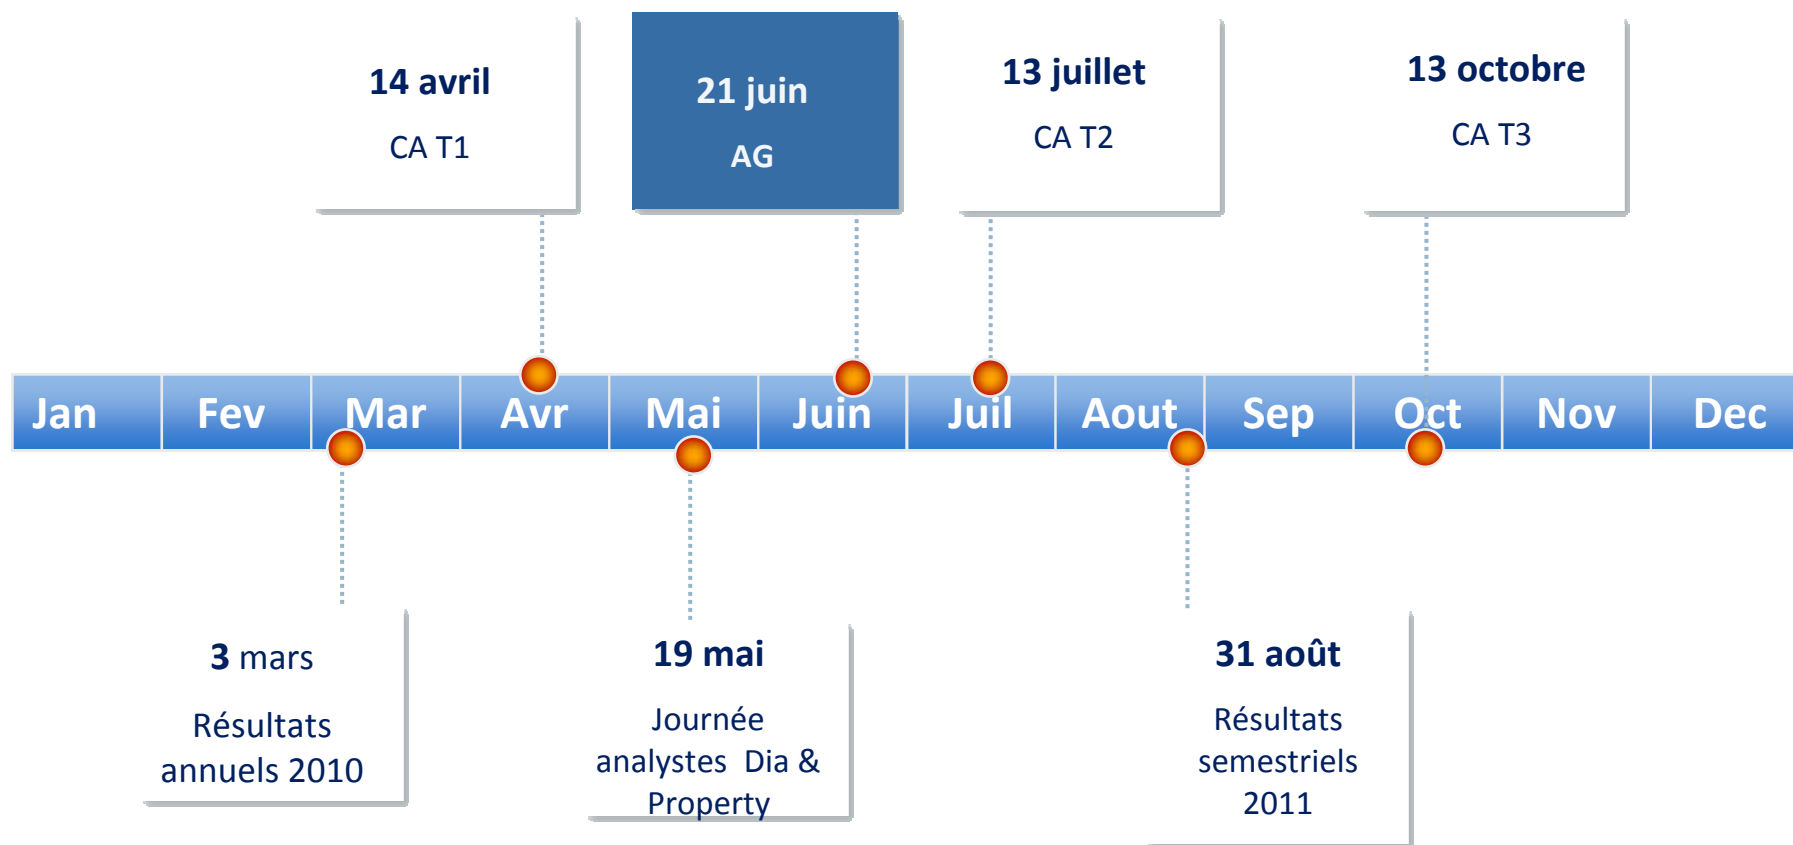 14 avril
CA T1
21 juin
AG
13 juillet
CA T2
13 octobre
CA T3
Jan Fev Mar Avr Mai Juin Juil Aout Sep Oct Nov Dec
3 mars
Résultats
annuels 2010
19 mai
Journée
analystes Dia &
Property
31 août
Résultats
semestriels
2011